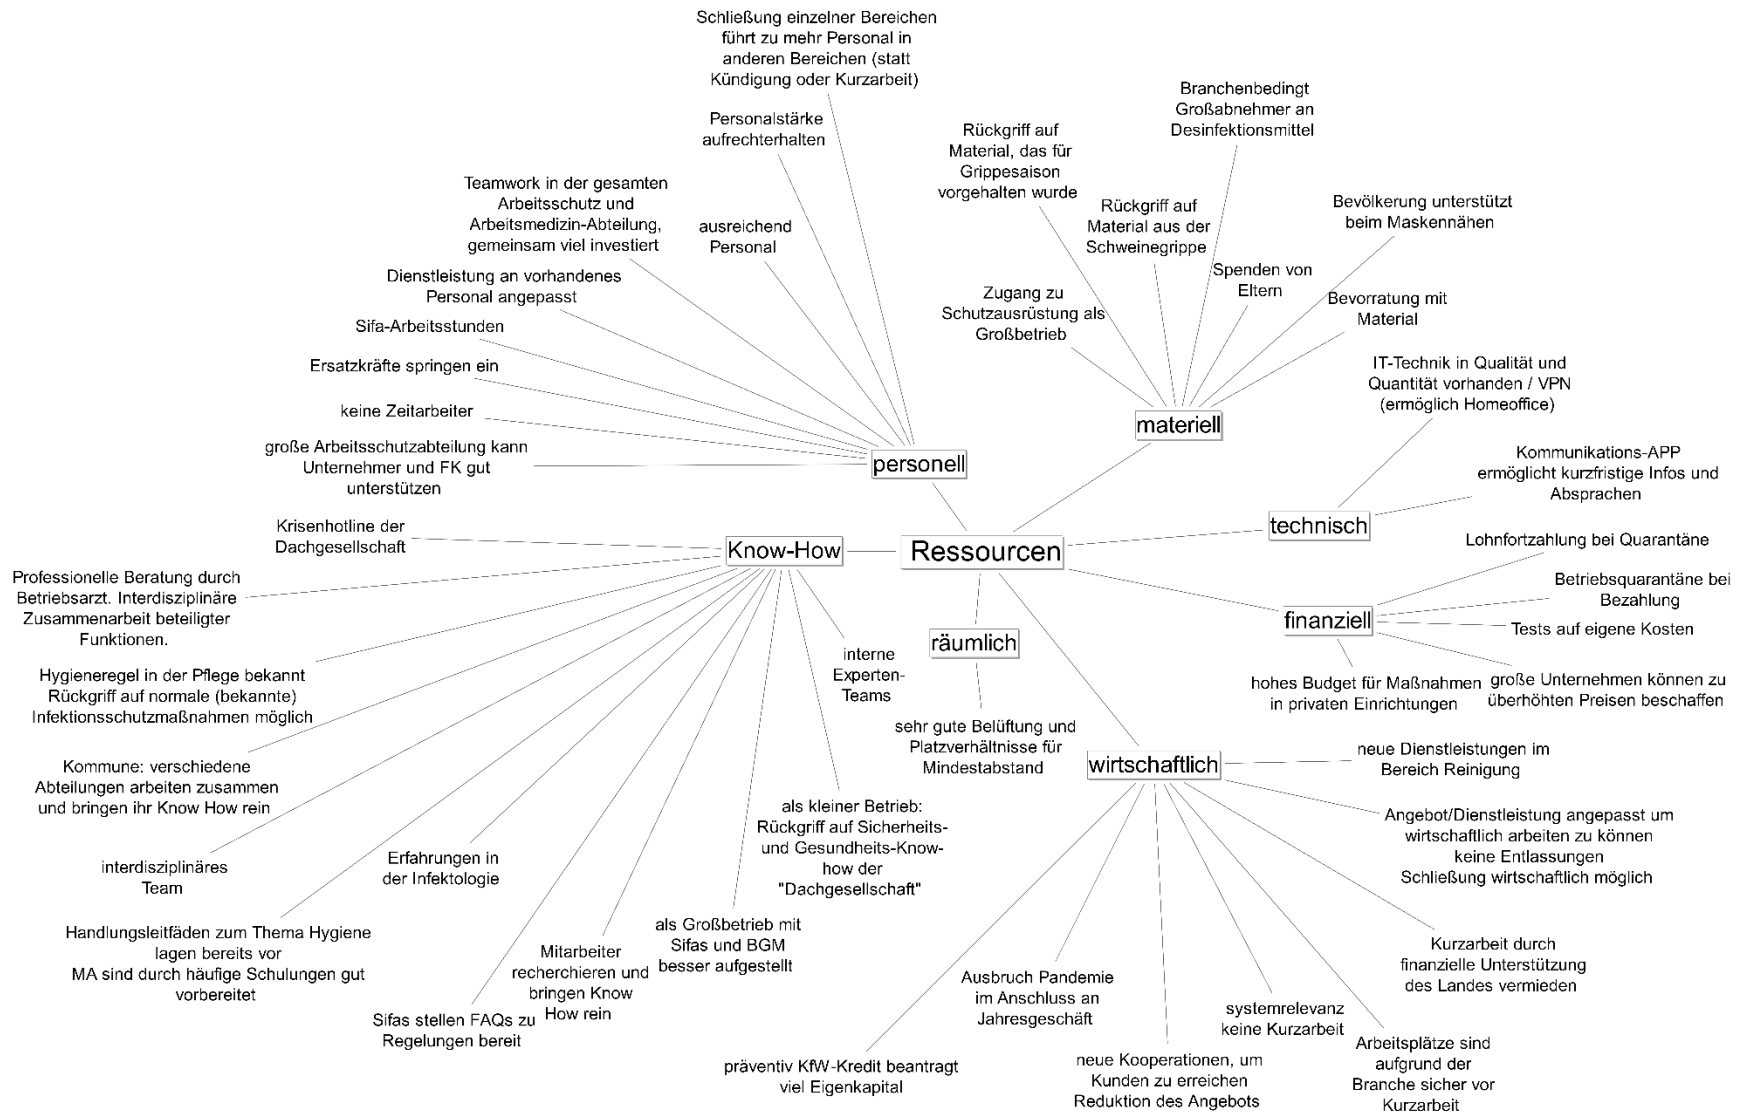 Schließung einzelner Bereichen
führt zu mehr Personal in
anderen Bereichen (statt
Kündigung oder Kurzarbeit)
Personalstärke
aufrechterhalten
Teamwork in der gesamten
Arbeitsschutz und
Arbeitsmedizin-Abteilung,
gemeinsam viel investiert
ausreichend
Personal
Dienstleistung an vorhandenes
Personal angepasst
Sifa-Arbeitsstunden
Ersatzkräfte springen ein
keine Zeitarbeiter
große Arbeitsschutzabteilung kann
Unternehmer und FK gut
unterstützen
personell
Branchenbedingt
Großabnehmer an
Desinfektionsmittel
Rückgriff auf
Material, das für
Grippesaison
vorgehalten wurde
Rückgriff auf
Material aus der
Schweinegrippe
Bevölkerung unterstützt
beim Maskennähen
Spenden von
Eltern
Zugang zu
Schutzausrüstung als
Großbetrieb
Bevorratung mit
Material
materiell
IT-Technik in Qualität und
Quantität vorhanden / VPN
(ermöglich Homeoffice)
Kommunikations-APP
ermöglicht kurzfristige Infos und
Absprachen
technisch
Ressourcen
Know-How
Krisenhotline der
Dachgesellschaft
Professionelle Beratung durch
Betriebsarzt. Interdisziplinäre
Zusammenarbeit beteiligter
Funktionen.
Hygieneregel in der Pflege bekannt
Rückgriff auf normale (bekannte)
Infektionsschutzmaßnahmen möglich
Kommune: verschiedene
Abteilungen arbeiten zusammen
und bringen ihr Know How rein
interdisziplinäres
Team
Handlungsleitfäden zum Thema Hygiene
lagen bereits vor
MA sind durch häufige Schulungen gut
vorbereitet
Erfahrungen in
der Infektologie
Sifas stellen FAQs zu
Regelungen bereit
Mitarbeiter
recherchieren und
bringen Know
How rein
als Großbetrieb mit
Sifas und BGM
besser aufgestellt
als kleiner Betrieb:
Rückgriff auf Sicherheits-
und Gesundheits-Know-
how der
"Dachgesellschaft"
interne
Experten-
Teams
räumlich
sehr gute Belüftung und
Platzverhältnisse für
Mindestabstand
finanziell
Lohnfortzahlung bei Quarantäne
Betriebsquarantäne bei
Bezahlung
Tests auf eigene Kosten
große Unternehmen können zu
überhöhten Preisen beschaffen
hohes Budget für Maßnahmen
in privaten Einrichtungen
wirtschaftlich
neue Dienstleistungen im
Bereich Reinigung
Angebot/Dienstleistung angepasst um
wirtschaftlich arbeiten zu können
keine Entlassungen
Schließung wirtschaftlich möglich
Kurzarbeit durch
finanzielle Unterstützung
des Landes vermieden
Arbeitsplätze sind
aufgrund der
Branche sicher vor
Kurzarbeit
systemrelevanz
keine Kurzarbeit
neue Kooperationen, um
Kunden zu erreichen
Reduktion des Angebots
Ausbruch Pandemie
im Anschluss an
Jahresgeschäft
präventiv KfW-Kredit beantragt
viel Eigenkapital